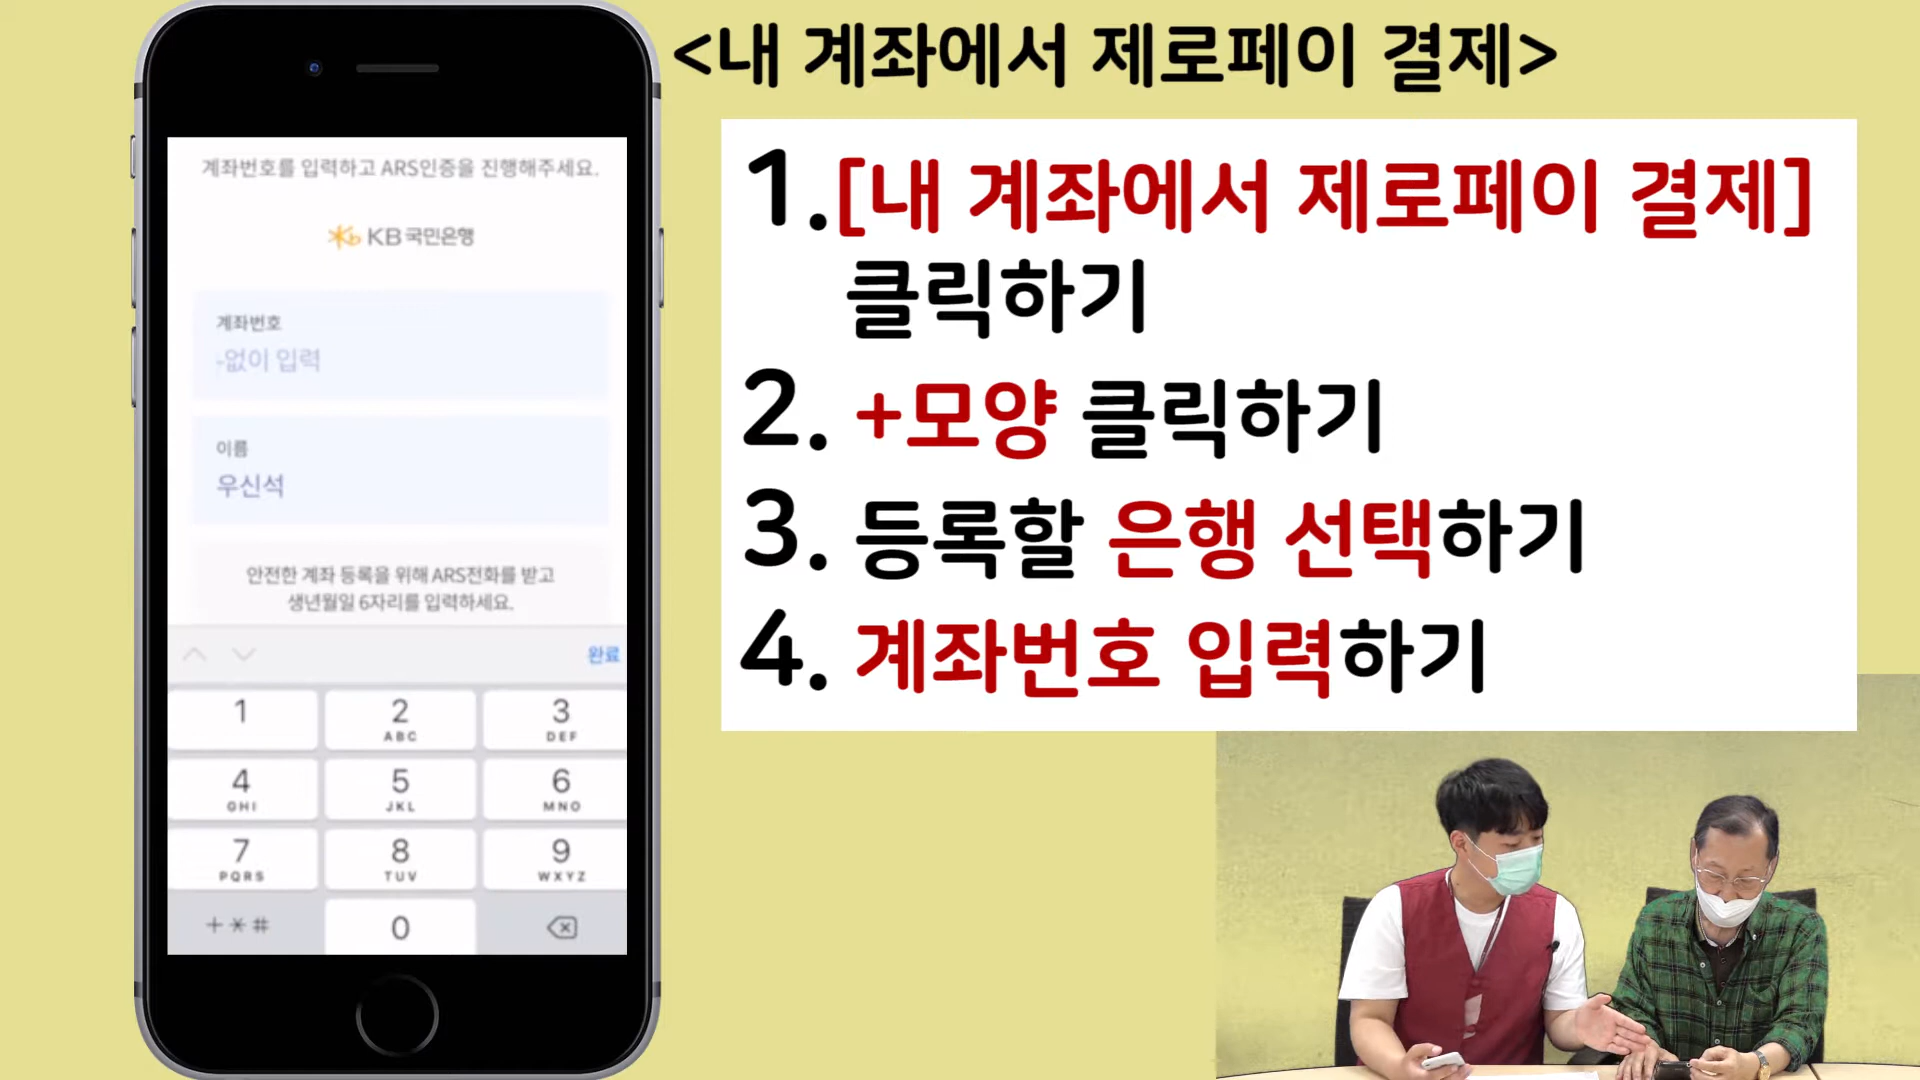 <내 계좌에서 제로페이 결제>
1.[내 계좌에서 제로페이 결제]
클릭하기
2. +모양 클릭하기
3. 등록할 은행 선택하기
4. 계좌번호 입력하기
계좌번호를 입력하고 ARS인증을 진행해주세요.
KB국민은행
계좌번호
-없이 입력
이름
우신석
안전한 계좌 등록을 위해 ARS전화를 받고
생년월일 6자리를 입력하세요.
완료
1 2 3
ABC DEF
4 5 6
GHI JKL MNO
7 8 9
PQRS TUV WXYZ
+*# 0